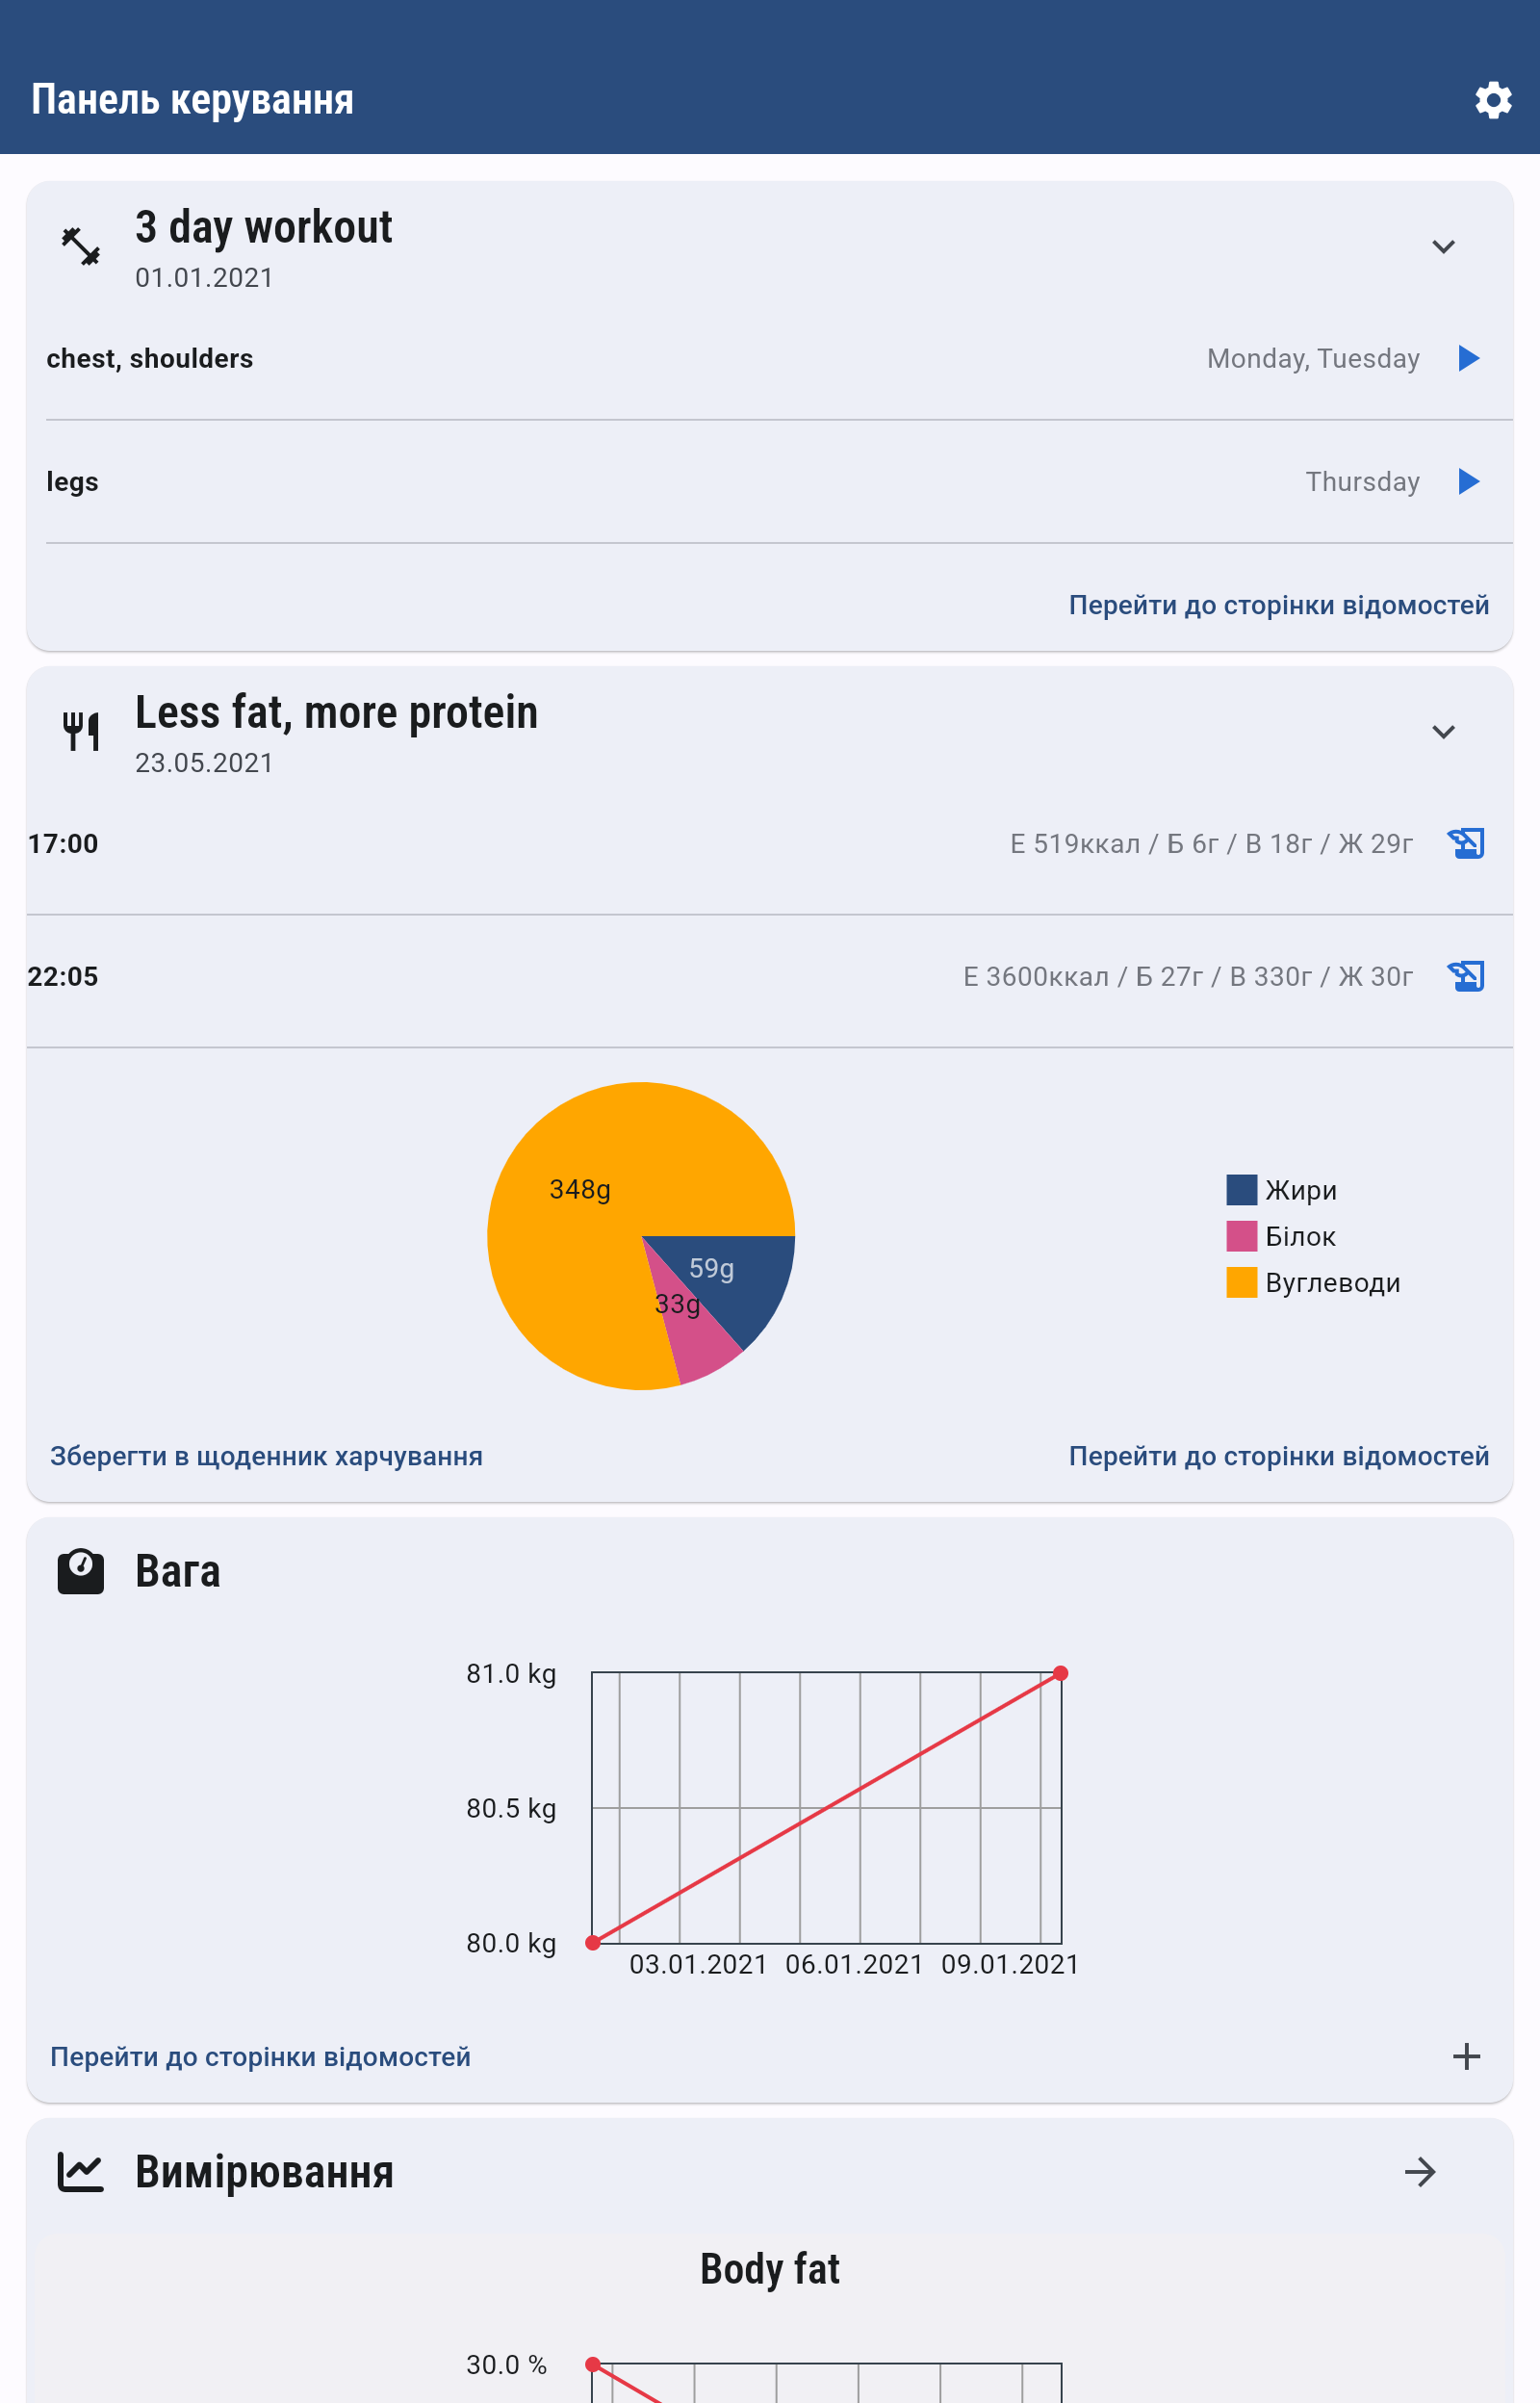 Панель керування
3 day workout
01.01.2021
chest, shoulders Monday, Tuesday
legs Thursday
Перейти до сторінки відомостей
Less fat, more protein
23.05.2021
17:00 Е 519ккал / Б 6г / В 18г / Ж 29г
22:05 Е 3600ккал / Б 27г / В 330г / Ж 30г
348g
59g
33g
Жири
Білок
Вуглеводи
Зберегти в щоденник харчування Перейти до сторінки відомостей
Вага
81.0 kg
80.5 kg
80.0 kg
03.01.2021 06.01.2021 09.01.2021
Перейти до сторінки відомостей
Вимірювання
Body fat
30.0 %